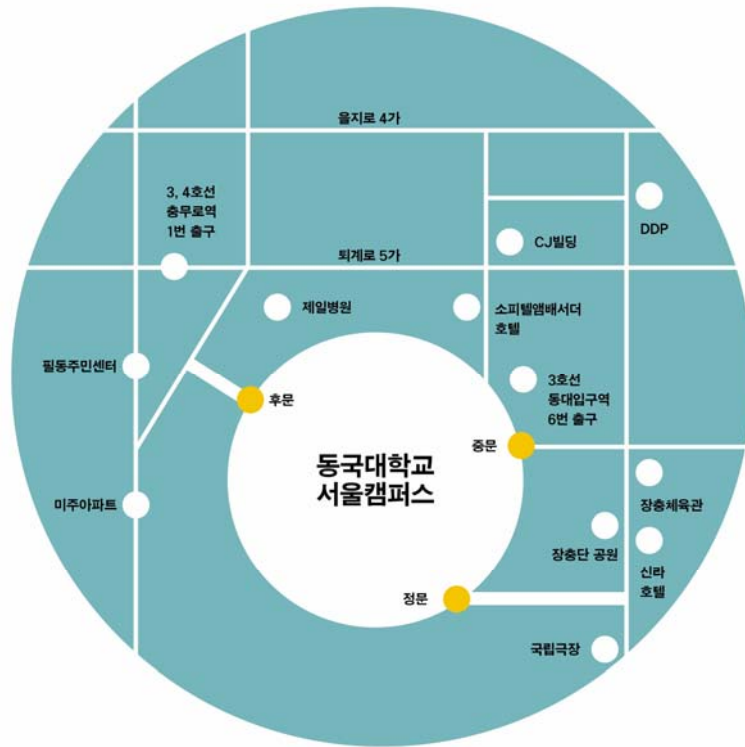 을지로 4가
3, 4호선
충무로역
1번 출구
DDP
CJ빌딩
퇴계로 5가
제일병원
소피텔앰배서더
호텔
필동주민센터
3호선
동대입구역
6번 출구
후문
중문
동국대학교
서울캠퍼스
미주아파트
장충체육관
장충단 공원
신라
호텔
정문
국립극장